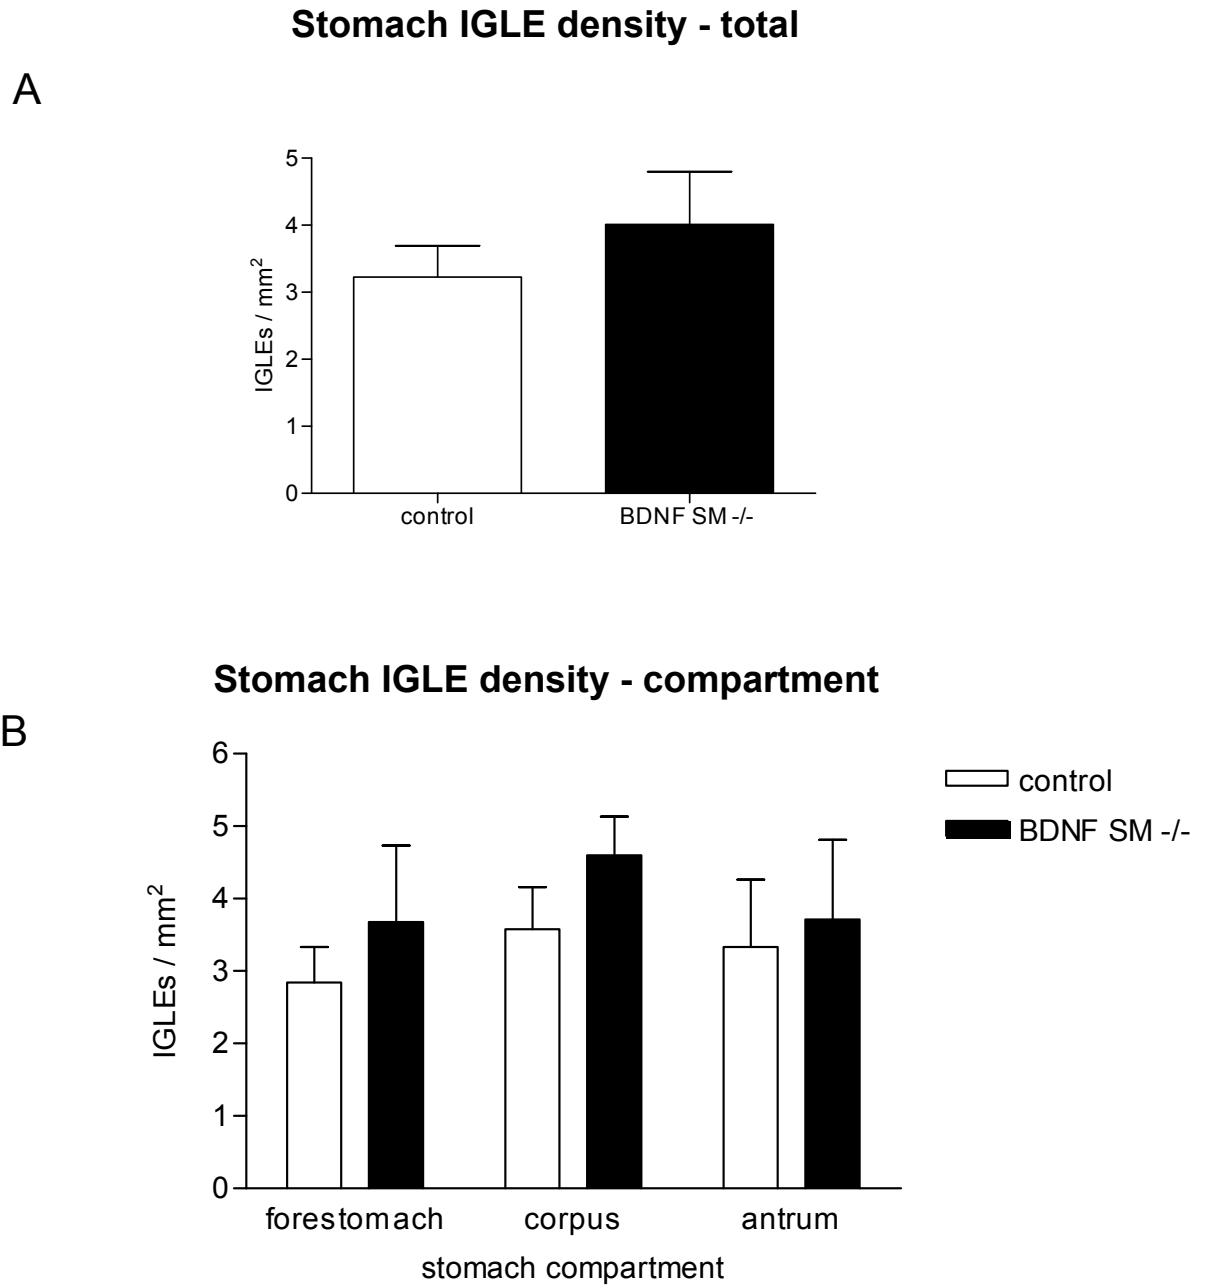 Stomach IGLE density - total
A
5
4
3
2
1
0
IGLEs / mm²
control
BDNF SM -/-
Stomach IGLE density - compartment
B
6
5
4
3
2
1
0
IGLEs / mm²
control
BDNF SM -/-
forestomach
corpus
antrum
stomach compartment